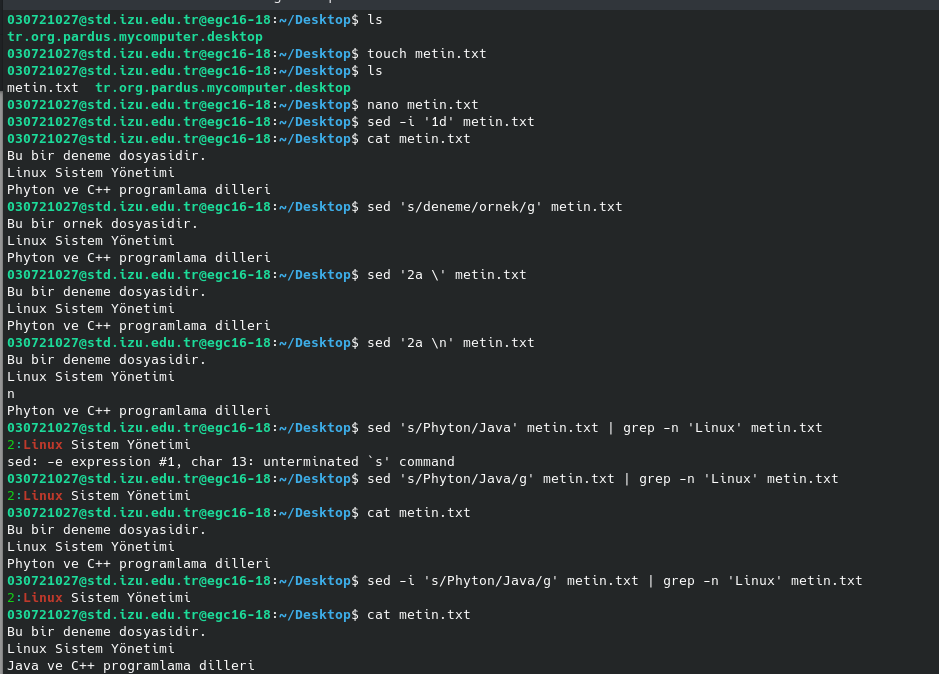 030721027@std.izu.edu.tr@egc16-18:~/Desktop$ ls
tr.org.pardus.mycomputer.desktop
030721027@std.izu.edu.tr@egc16-18:~/Desktop$ touch metin.txt
030721027@std.izu.edu.tr@egc16-18:~/Desktop$ ls
metin.txt  tr.org.pardus.mycomputer.desktop
030721027@std.izu.edu.tr@egc16-18:~/Desktop$ nano metin.txt
030721027@std.izu.edu.tr@egc16-18:~/Desktop$ sed -i '1d' metin.txt
030721027@std.izu.edu.tr@egc16-18:~/Desktop$ cat metin.txt
Bu bir deneme dosyasidir.
Linux Sistem Yönetimi
Phyton ve C++ programlama dilleri
030721027@std.izu.edu.tr@egc16-18:~/Desktop$ sed 's/deneme/ornek/g' metin.txt
Bu bir ornek dosyasidir.
Linux Sistem Yönetimi
Phyton ve C++ programlama dilleri
030721027@std.izu.edu.tr@egc16-18:~/Desktop$ sed '2a \' metin.txt
Bu bir deneme dosyasidir.
Linux Sistem Yönetimi
Phyton ve C++ programlama dilleri
030721027@std.izu.edu.tr@egc16-18:~/Desktop$ sed '2a \n' metin.txt
Bu bir deneme dosyasidir.
Linux Sistem Yönetimi
n
Phyton ve C++ programlama dilleri
030721027@std.izu.edu.tr@egc16-18:~/Desktop$ sed 's/Phyton/Java' metin.txt | grep -n 'Linux' metin.txt
2:Linux Sistem Yönetimi
sed: -e expression #1, char 13: unterminated `s' command
030721027@std.izu.edu.tr@egc16-18:~/Desktop$ sed 's/Phyton/Java/g' metin.txt | grep -n 'Linux' metin.txt
2:Linux Sistem Yönetimi
030721027@std.izu.edu.tr@egc16-18:~/Desktop$ cat metin.txt
Bu bir deneme dosyasidir.
Linux Sistem Yönetimi
Phyton ve C++ programlama dilleri
030721027@std.izu.edu.tr@egc16-18:~/Desktop$ sed -i 's/Phyton/Java/g' metin.txt | grep -n 'Linux' metin.txt
2:Linux Sistem Yönetimi
030721027@std.izu.edu.tr@egc16-18:~/Desktop$ cat metin.txt
Bu bir deneme dosyasidir.
Linux Sistem Yönetimi
Java ve C++ programlama dilleri